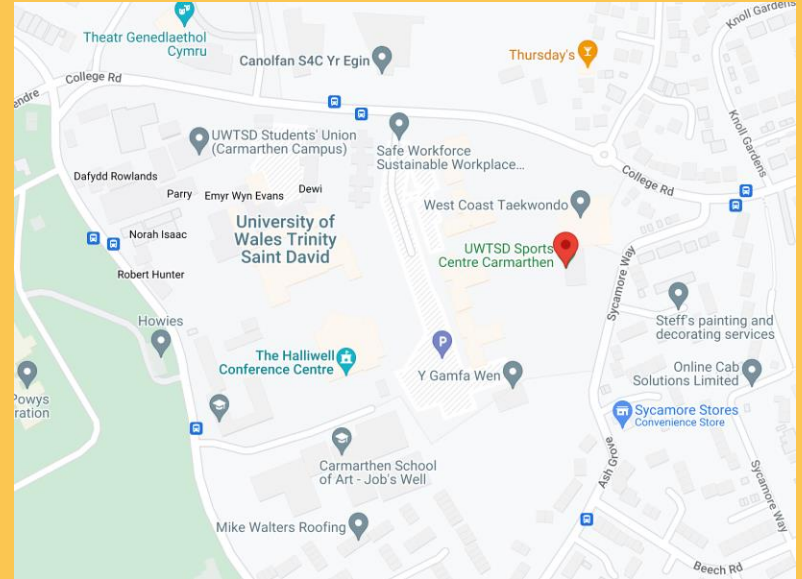 Theatr Genedlaethol
Cymru
Canolfan S4C Yr Egin
Thursday's
Knoll Gardens
College Rd
endre
UWTSD Students' Union
(Carmarthen Campus)
Safe Workforce
Sustainable Workplace...
Knoll Gardens
College Rd
Dafydd Rowlands
Parry
Emyr Wyn Evans
Dewi
West Coast Taekwondo
University of
Wales Trinity
Saint David
Norah Isaac
Robert Hunter
UWTSD Sports
Centre Carmarthen
Sycamore Way
Howies
Steff's painting and
decorating services
The Halliwell
Conference Centre
P
Y Gamfa Wen
Online Cab
Solutions Limited
Powys
ration
Sycamore Stores
Convenience Store
Carmarthen School
of Art - Job's Well
Ash Grove
Sycamore Way
Mike Walters Roofing
Beech Rd